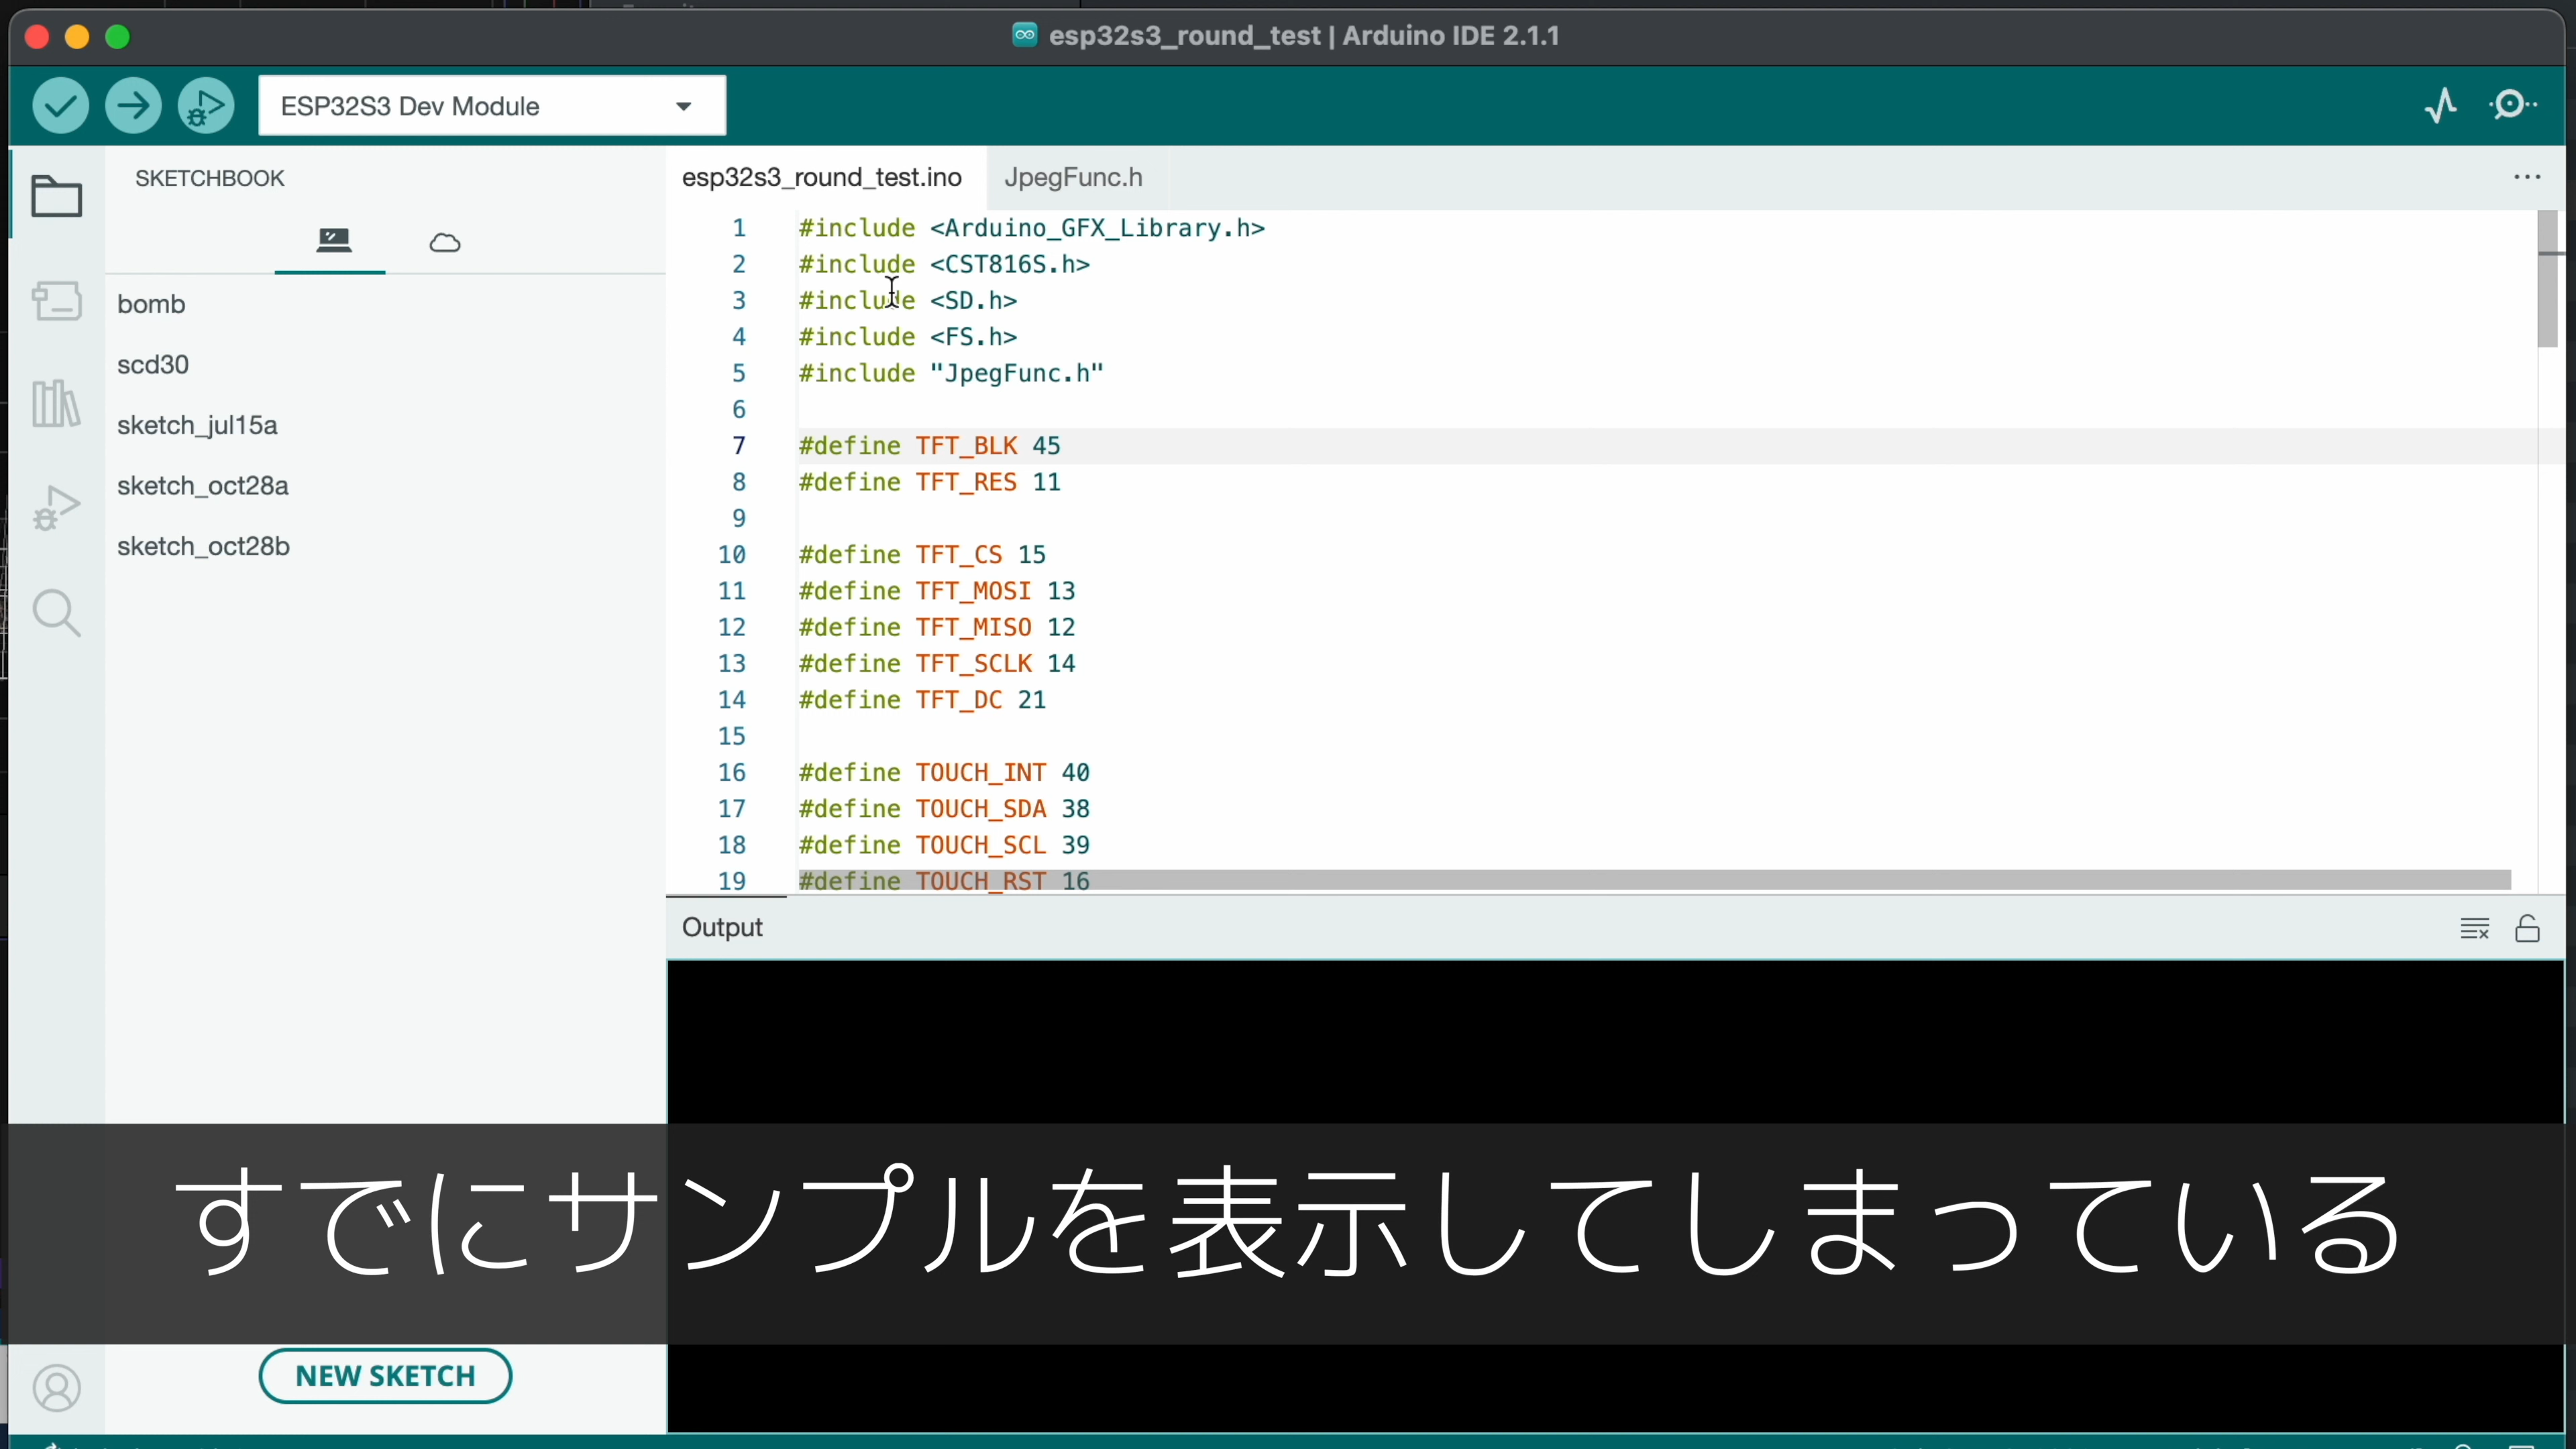 esp32s3_round_test | Arduino IDE 2.1.1
ESP32S3 Dev Module
SKETCHBOOK
bomb
scd30
sketch_jul15a
sketch_oct28a
sketch_oct28b
NEW SKETCH
esp32s3_round_test.ino
JpegFunc.h
1 #include <Arduino_GFX_Library.h>
2 #include <CST816S.h>
3 #include <SD.h>
4 #include <FS.h>
5 #include "JpegFunc.h"
6
7 #define TFT_BLK 45
8 #define TFT_RES 11
9
10 #define TFT_CS 15
11 #define TFT_MOSI 13
12 #define TFT_MISO 12
13 #define TFT_SCLK 14
14 #define TFT_DC 21
15
16 #define TOUCH_INT 40
17 #define TOUCH_SDA 38
18 #define TOUCH_SCL 39
19 #define TOUCH_RST 16
Output
すでにサンプルを表示してしまっている